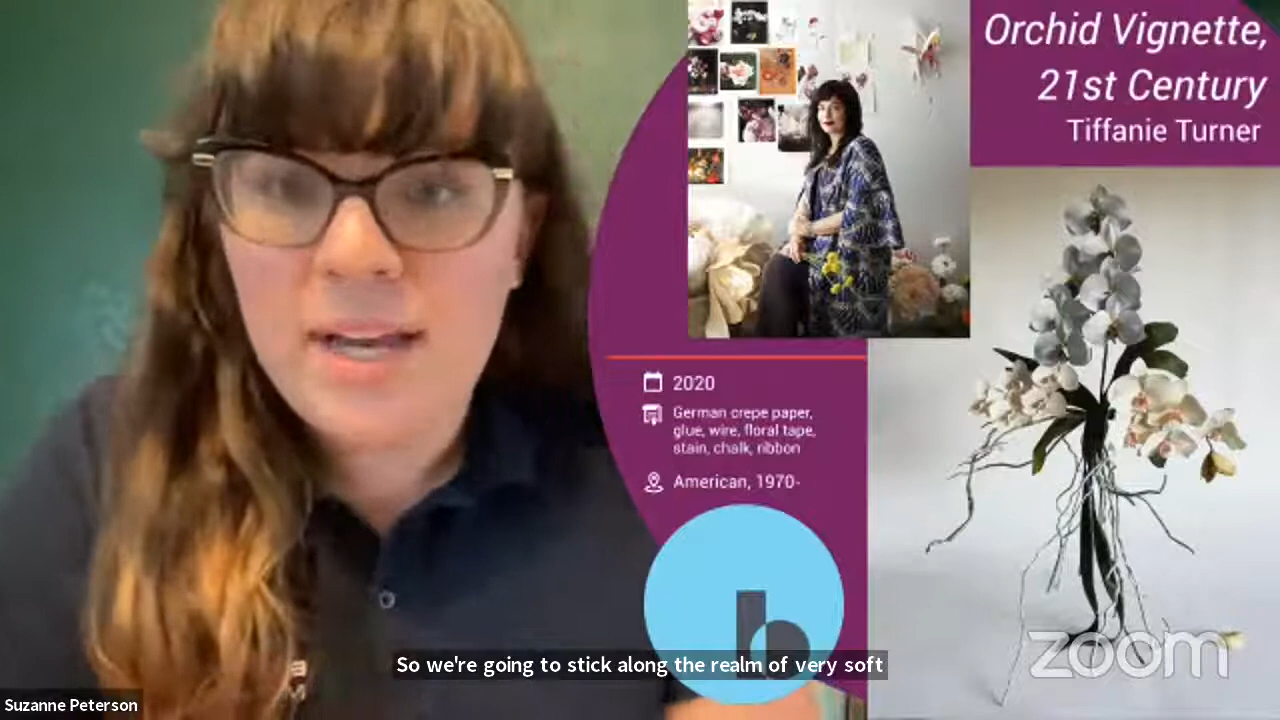 Orchid Vignette,
21st Century
Tiffanie Turner
2020
German crepe paper,
glue, wire, floral tape,
stain, chalk, ribbon
American, 1970-
b
So we're going to stick along the realm of very soft
zoom
Suzanne Peterson